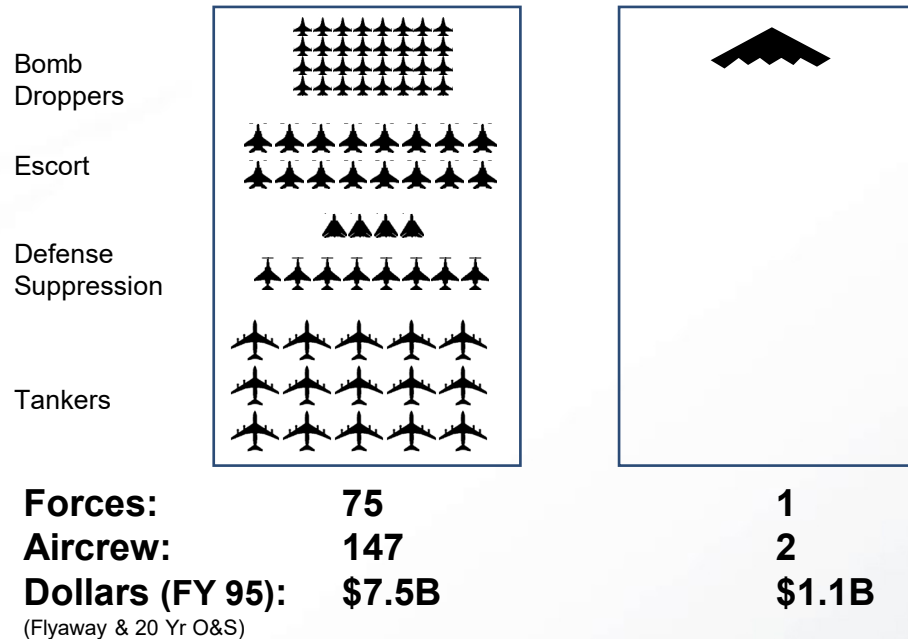 Bomb
Droppers
Escort
Defense
Suppression
Tankers
Forces: 75 1
Aircrew: 147 2
Dollars (FY 95): $7.5B $1.1B
(Flyaway & 20 Yr O&S)